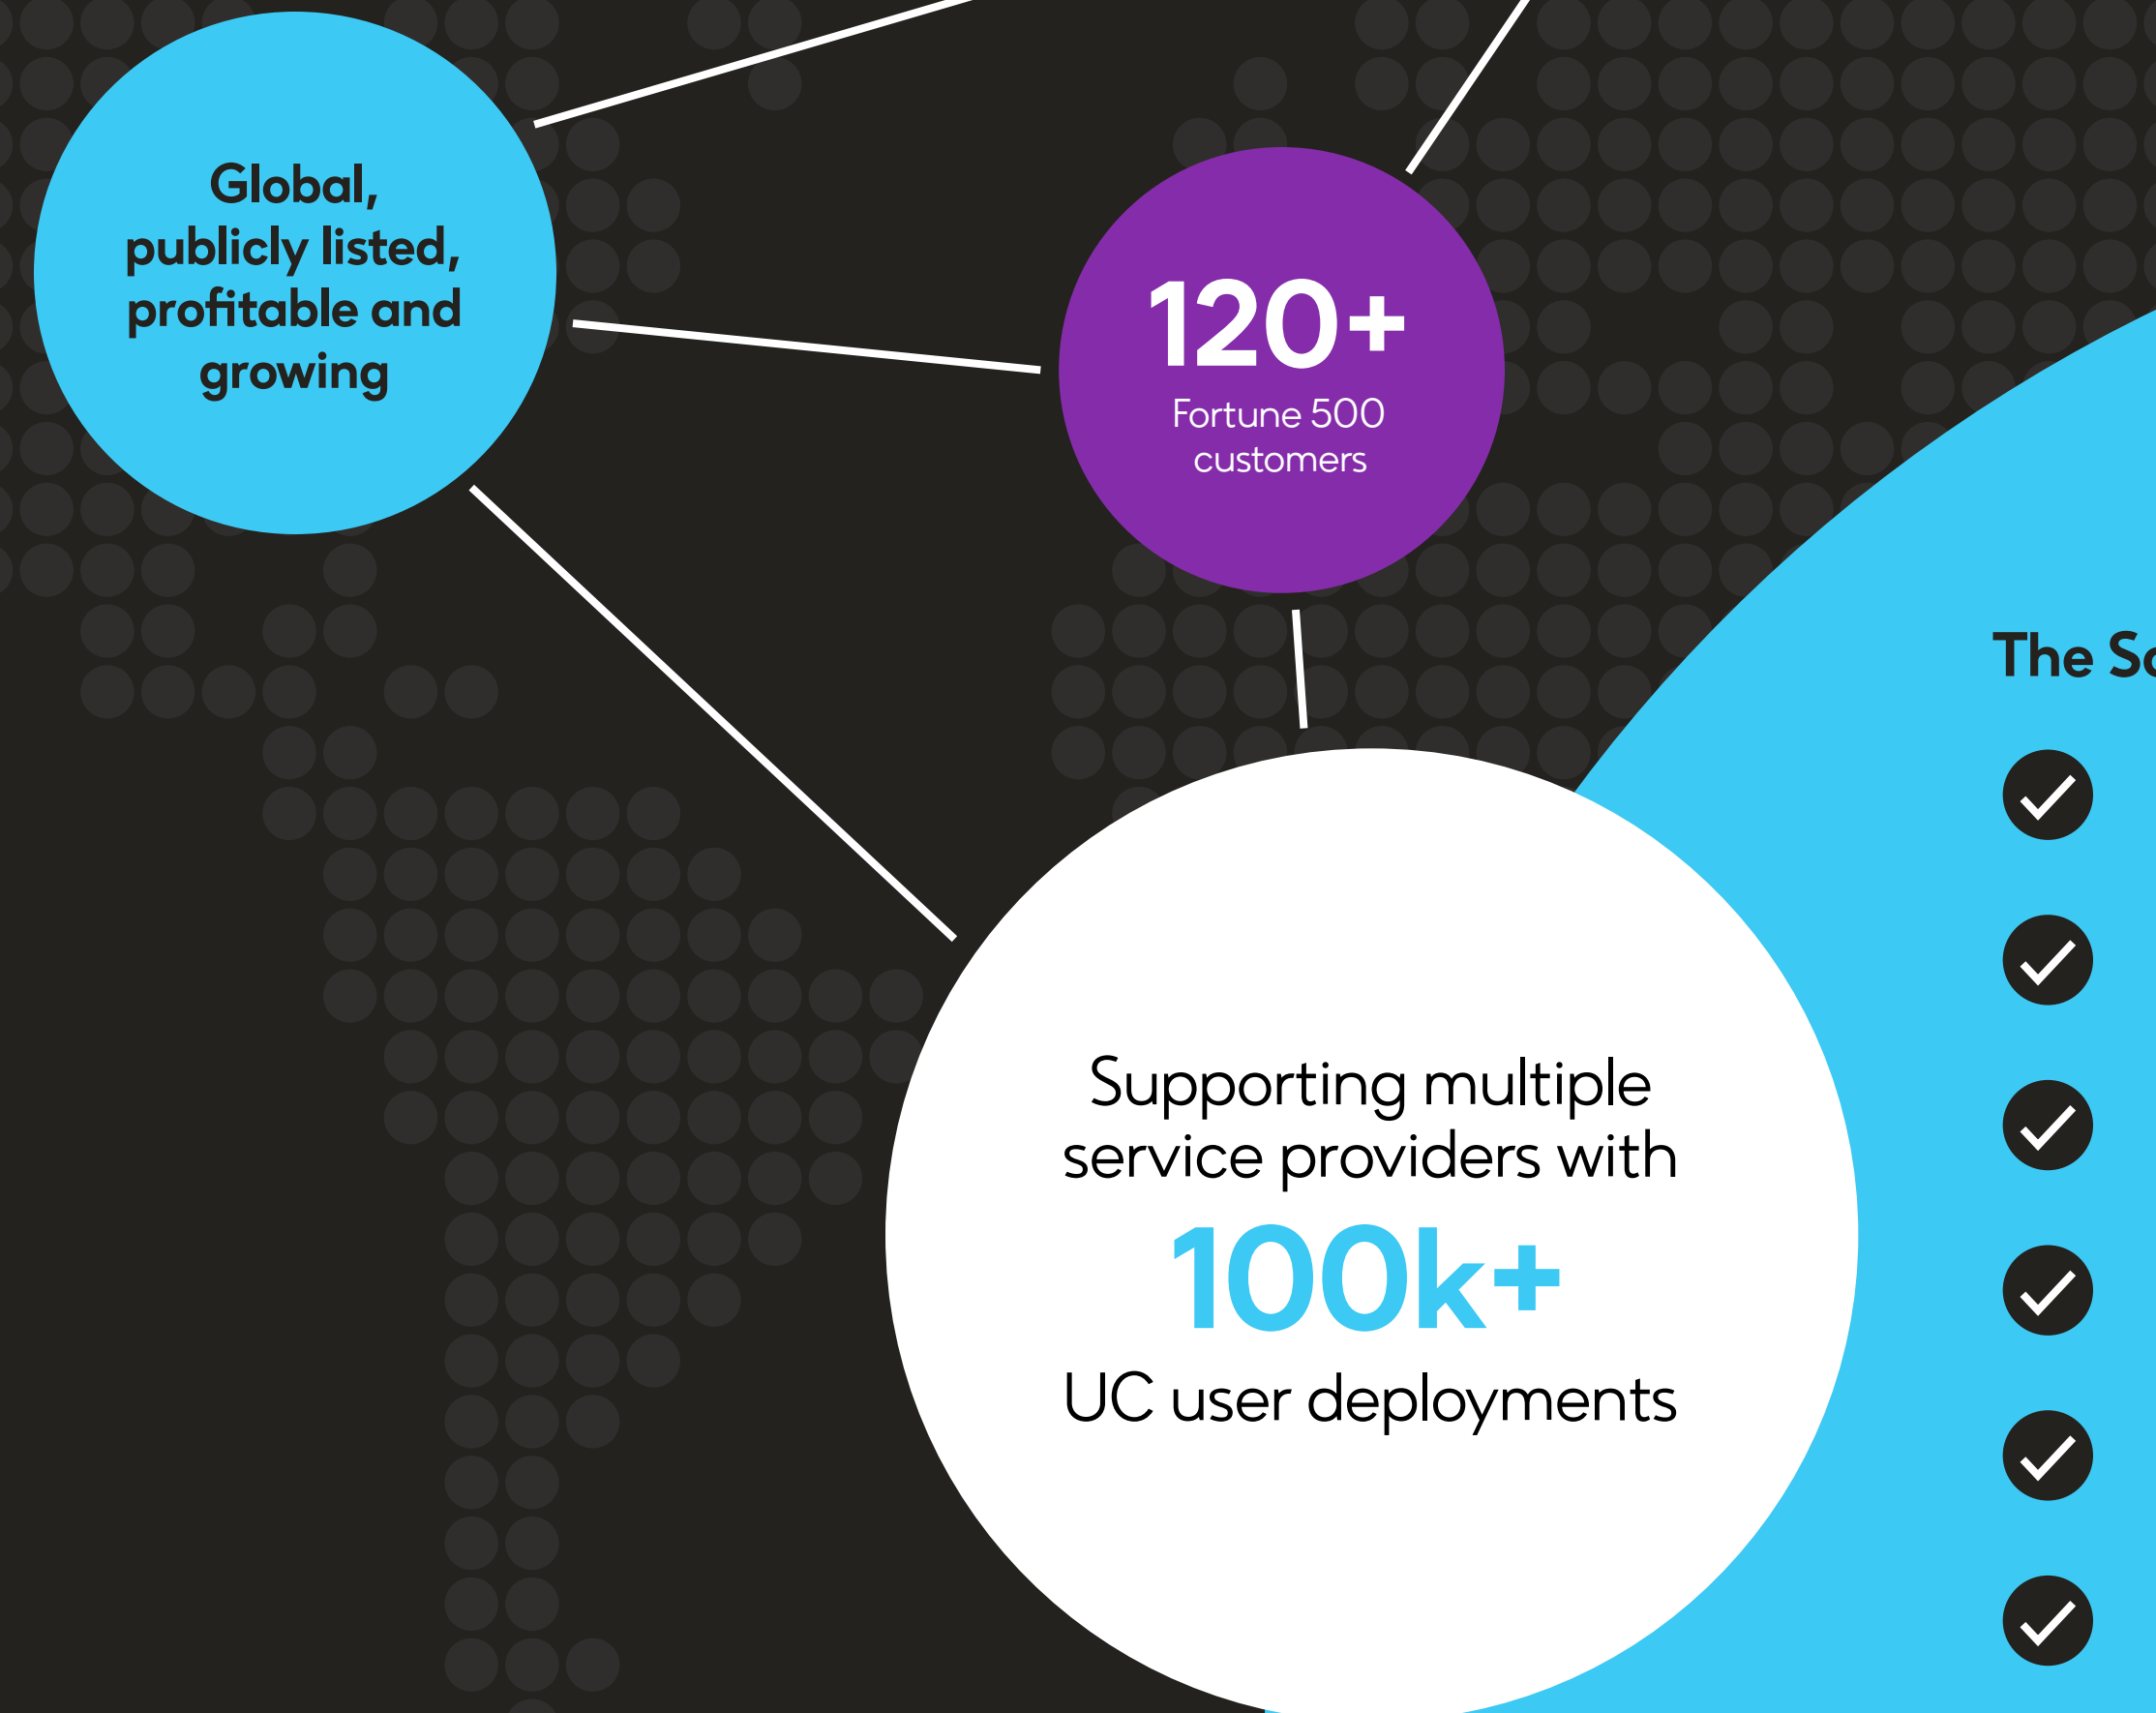 Global,
publicly listed,
profitable and
growing
120+
Fortune 500
customers
The
Supporting multiple
service providers with
100k+
UC user deployments